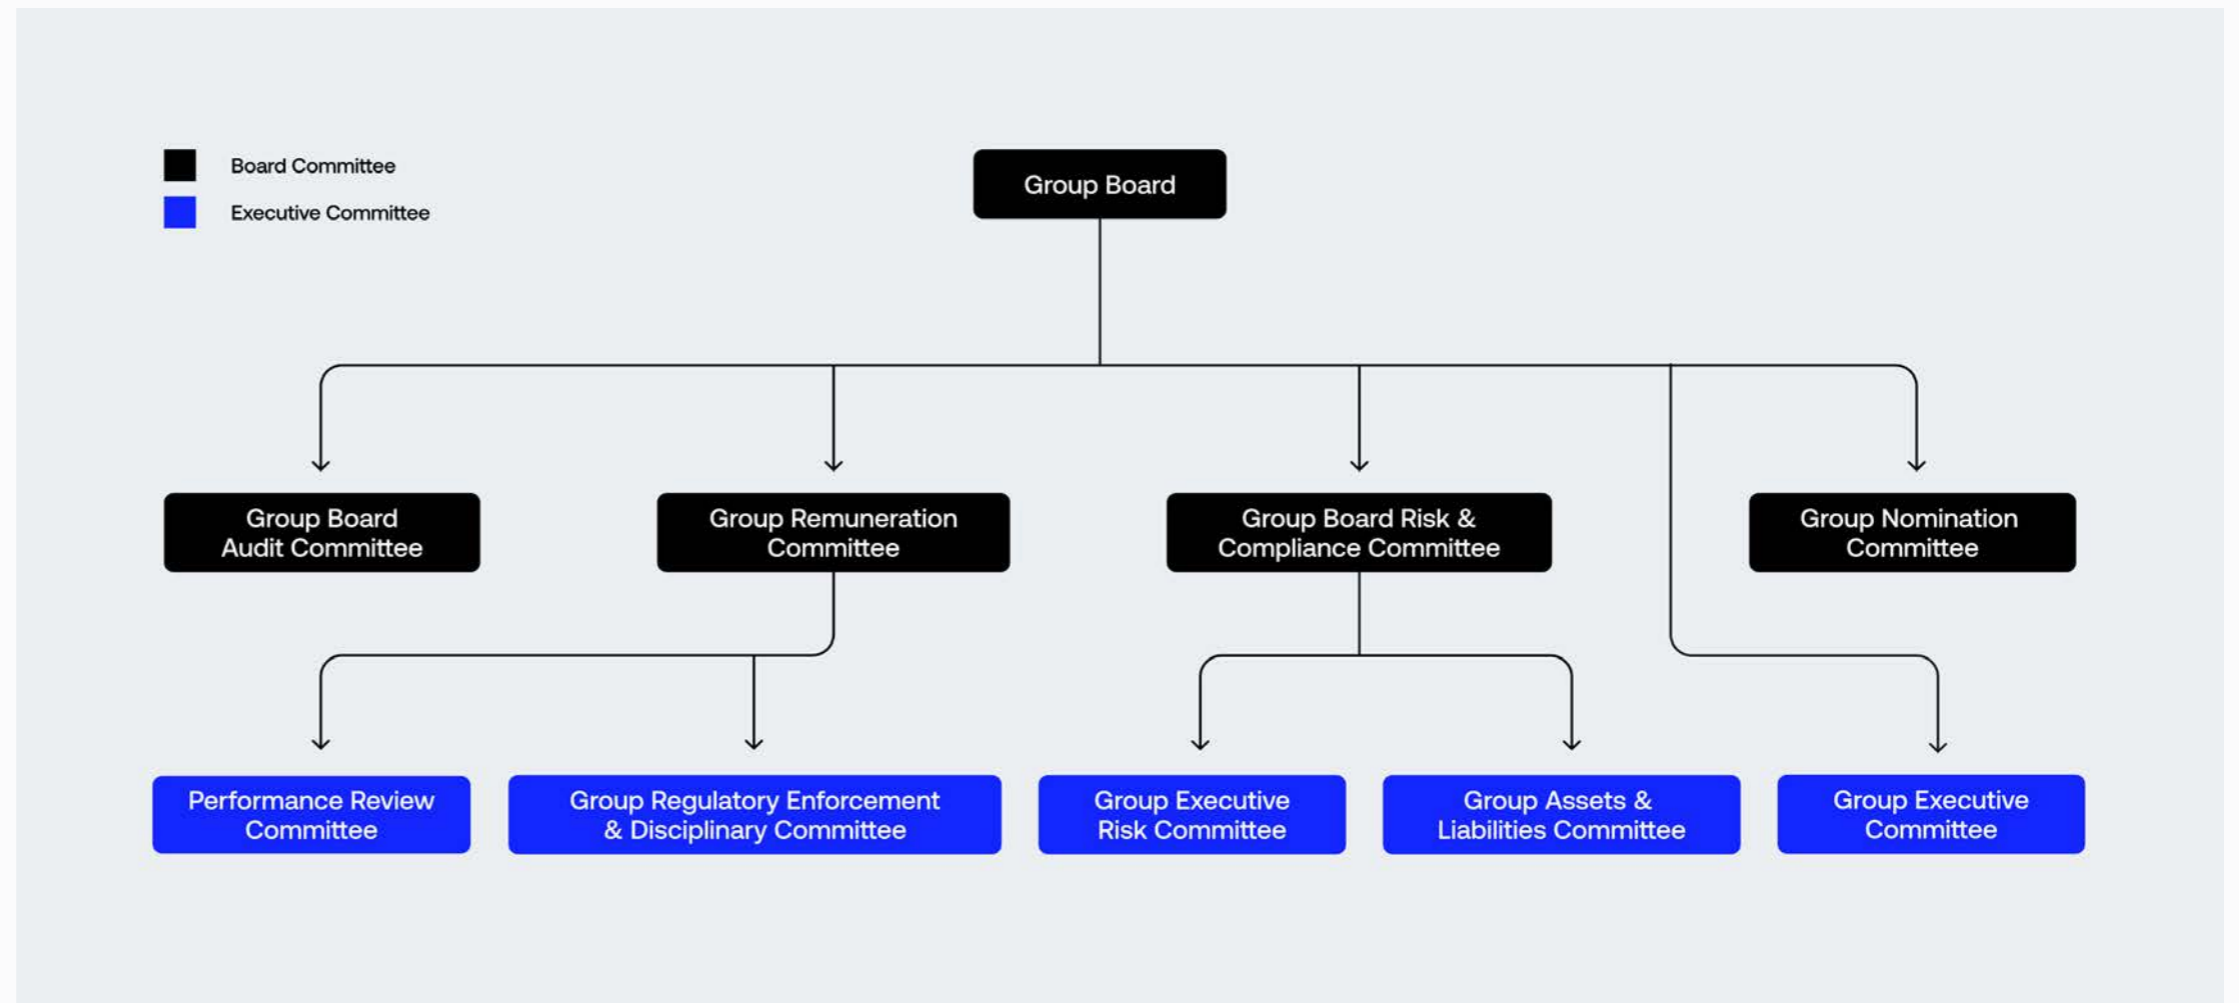 Board Committee
Executive Committee
Group Board
Group Board
Audit Committee
Group Remuneration
Committee
Group Board Risk &
Compliance Committee
Group Nomination
Committee
Performance Review
Committee
Group Regulatory Enforcement
& Disciplinary Committee
Group Executive
Risk Committee
Group Assets &
Liabilities Committee
Group Executive
Committee